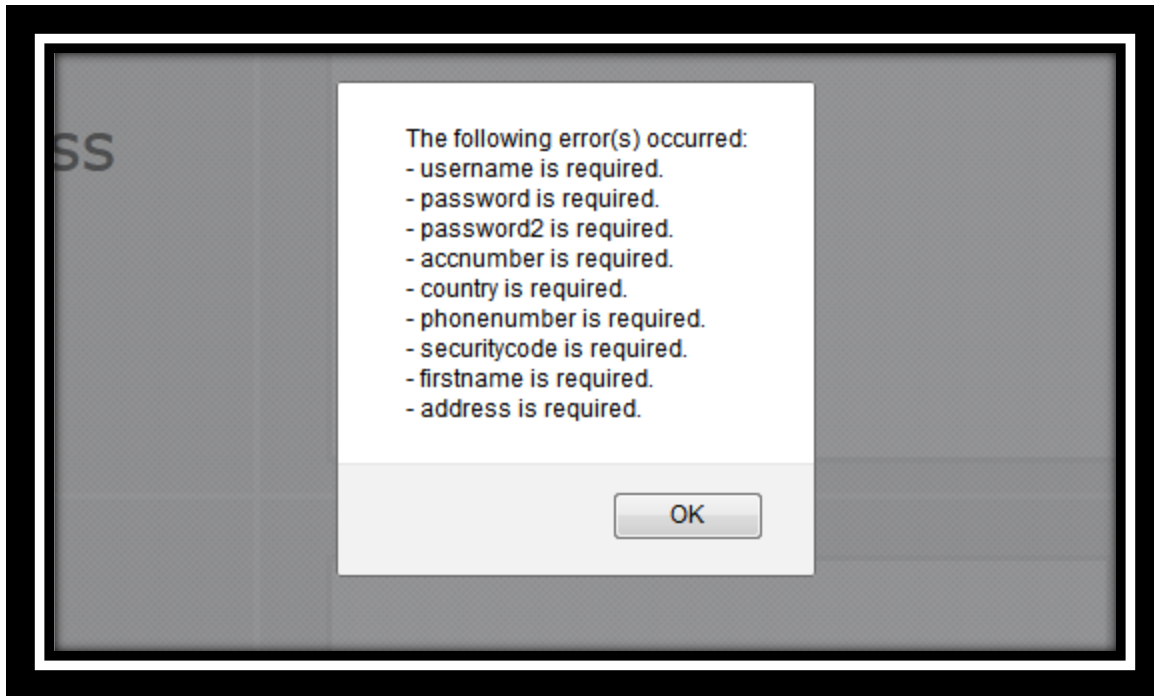 ss
The following error(s) occurred:
- username is required.
- password is required.
- password2 is required.
- accnumber is required.
- country is required.
- phonenumber is required.
- securitycode is required.
- firstname is required.
- address is required.
OK